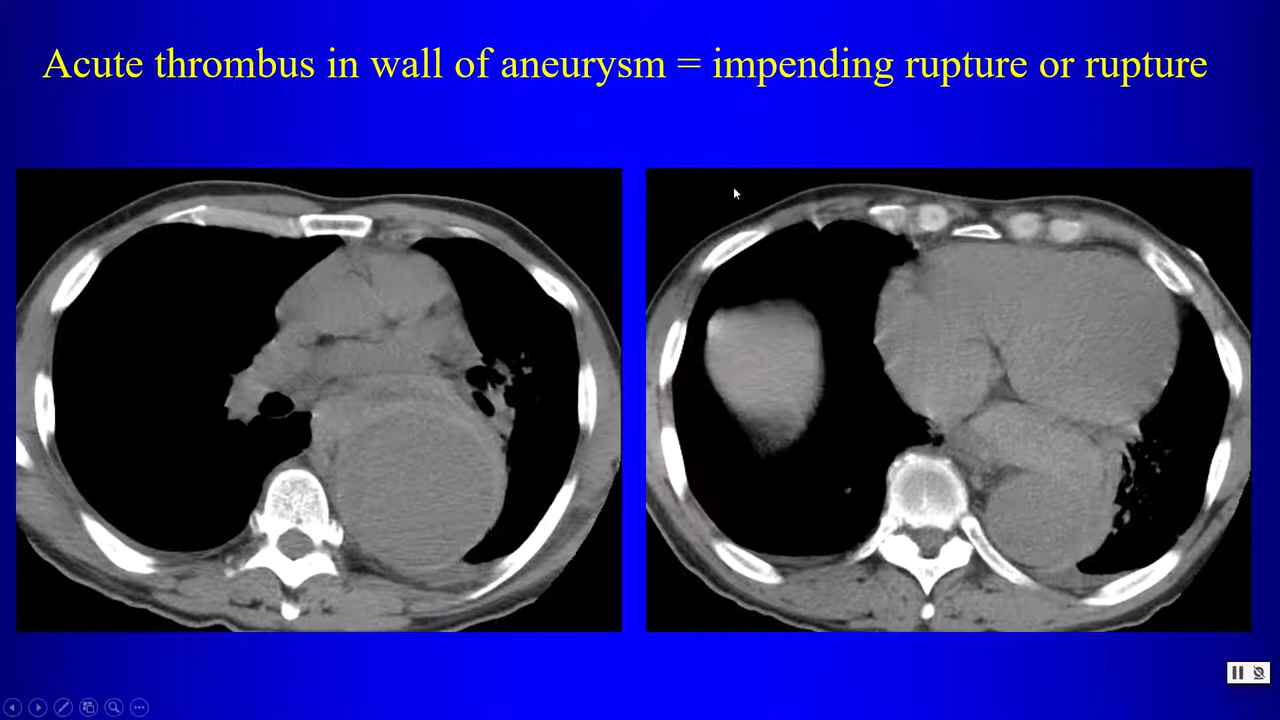 Acute thrombus in wall of aneurysm = impending rupture or rupture